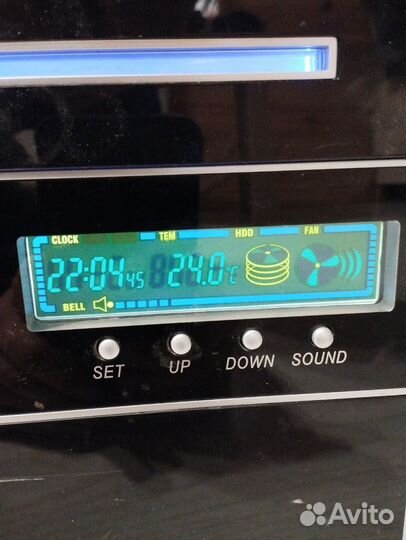 CLOCK TEM HDD FAN
22:04 45 24.0°C
BELL
SET UP DOWN SOUND
Avito